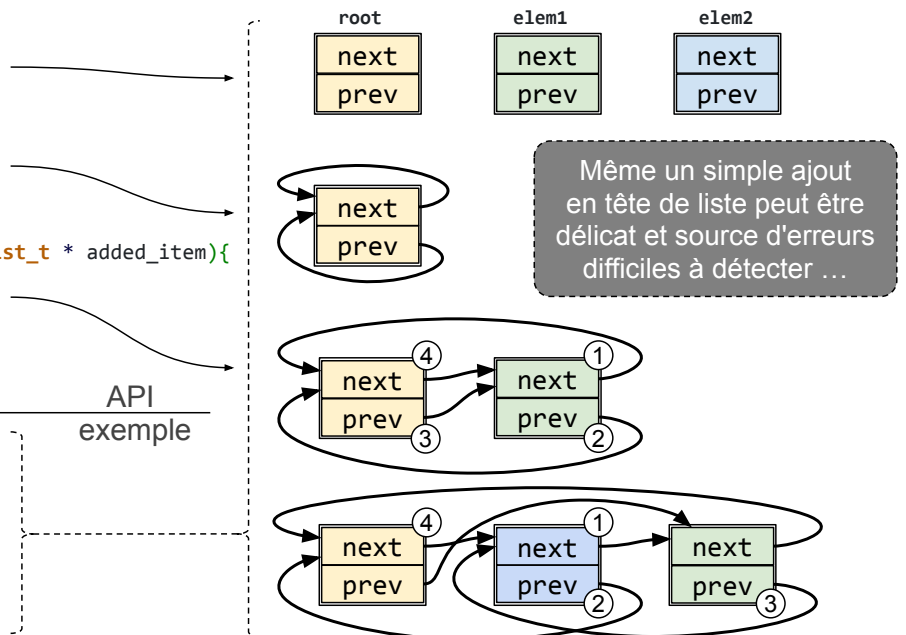 root elem1 elem2
next next next
prev prev prev
Même un simple ajout
en tête de liste peut être
délicat et source d'erreurs
difficiles à détecter …
next
prev
st_t * added_item){
4 1
next next
prev prev
3 2
API
exemple
4 1
next next next
prev prev prev
2 3